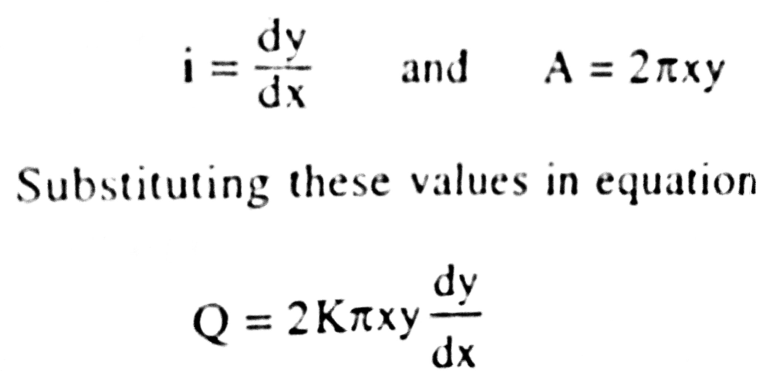 i = dy/dx and A = 2πxy
Substituting these values in equation
Q = 2Kπxy dy/dx